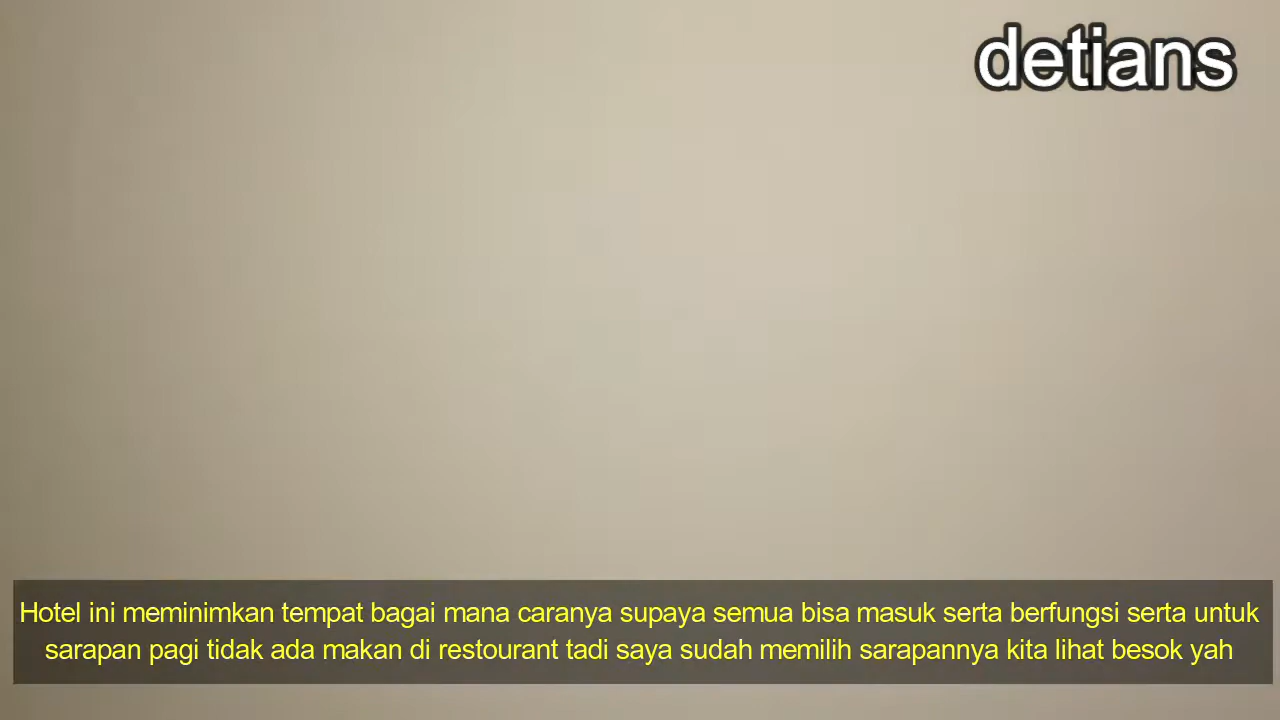 detians
Hotel ini meminimkan tempat bagai mana caranya supaya semua bisa masuk serta berfungsi serta untuk
sarapan pagi tidak ada makan di restourant tadi saya sudah memilih sarapannya kita lihat besok yah